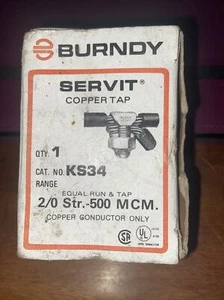 BURNDY
SERVIT®
COPPER TAP
QTY. 1
CAT. NO. KS34
RANGE
EQUAL RUN & TAP
2/0 Str.-500 MCM.
COPPER CONDUCTOR ONLY